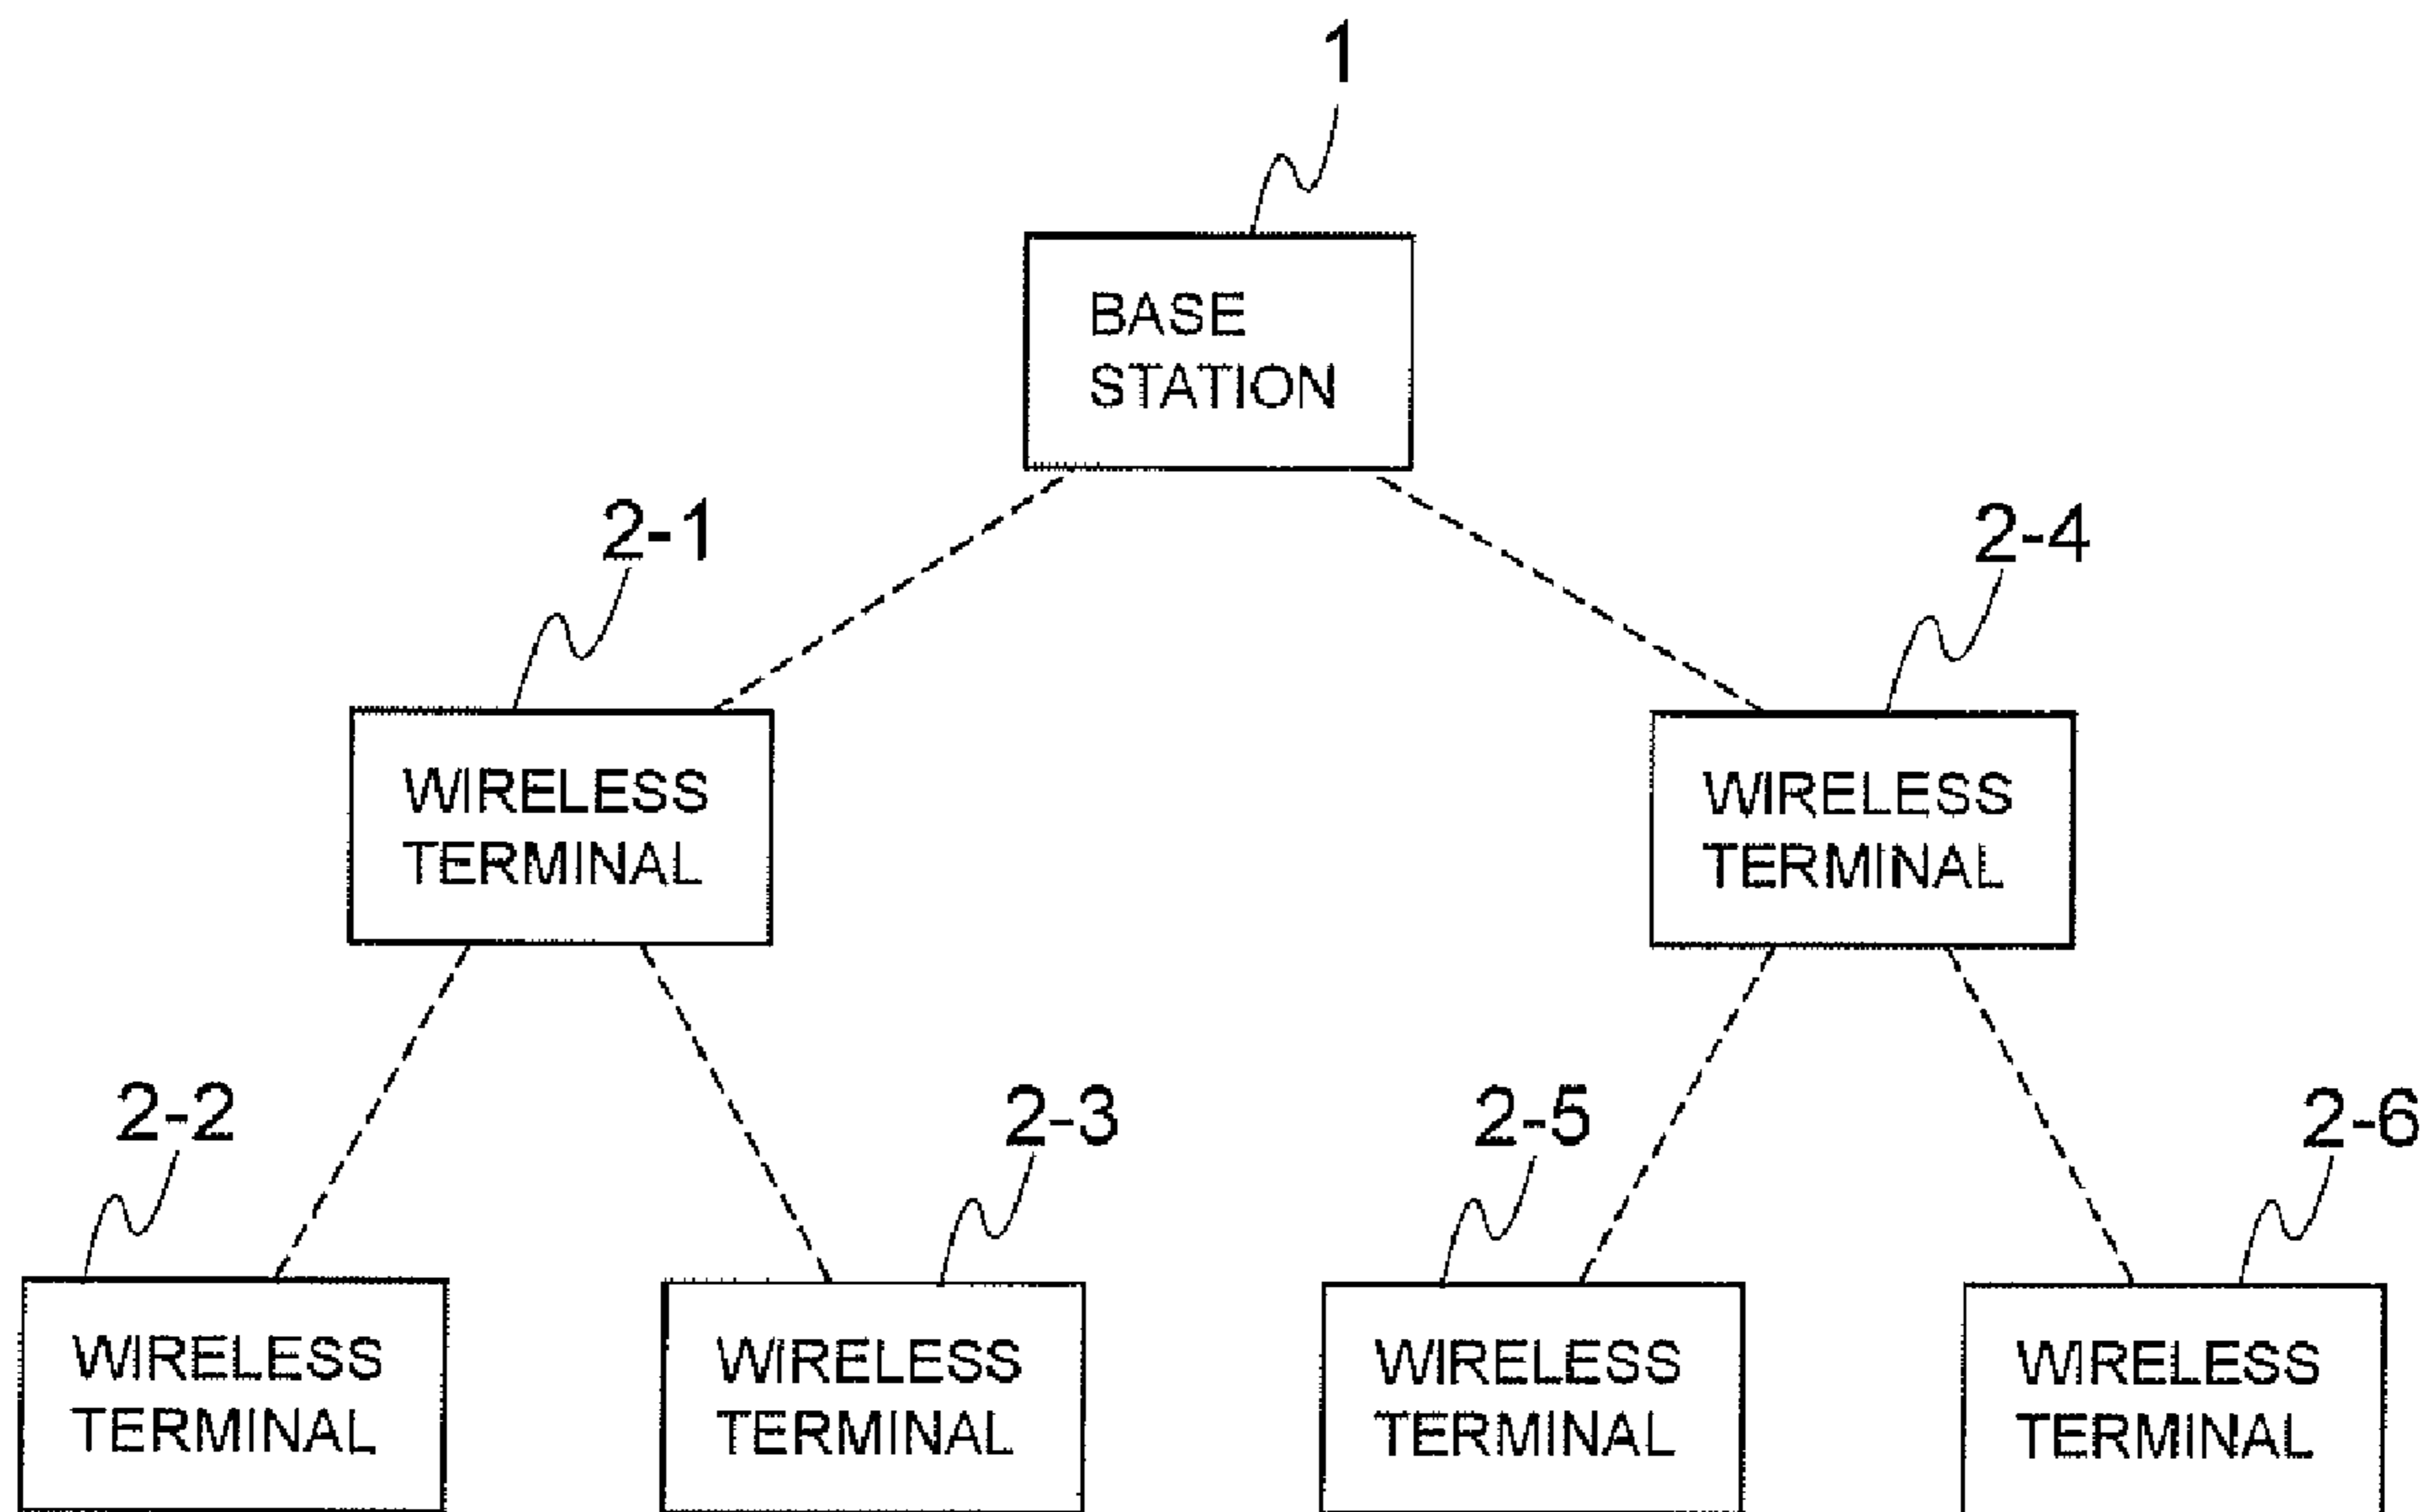 1
BASE
STATION
2-1
2-4
WIRELESS
TERMINAL
WIRELESS
TERMINAL
2-2
2-3
2-5
2-6
WIRELESS
TERMINAL
WIRELESS
TERMINAL
WIRELESS
TERMINAL
WIRELESS
TERMINAL